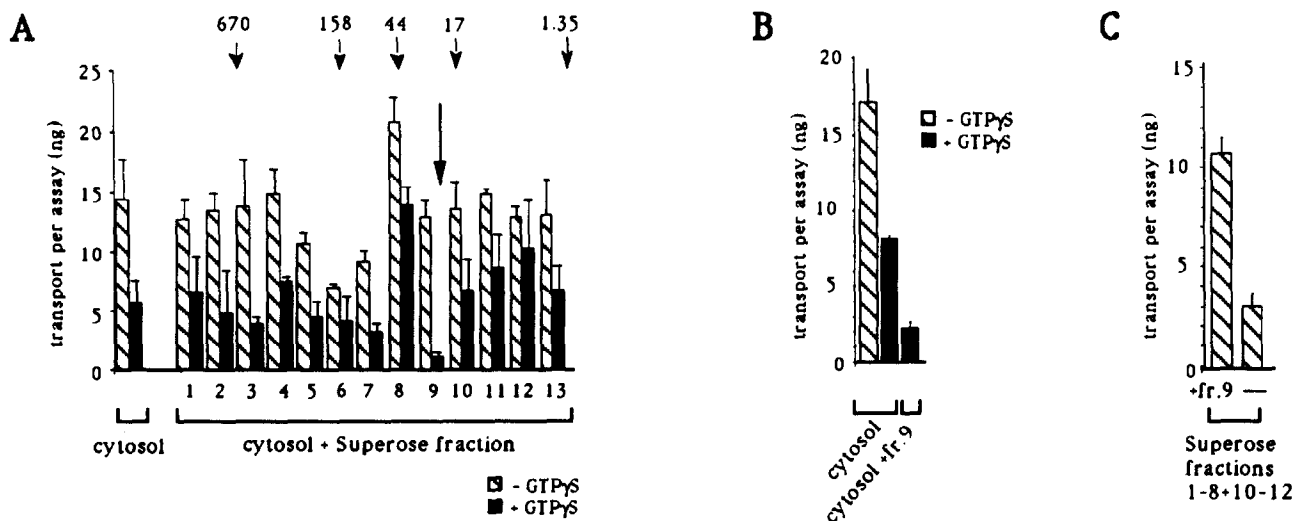 A
670 158 44 17 1.35
25
20
15
10
5
0
transport per assay (ng)
1 2 3 4 5 6 7 8 9 10 11 12 13
cytosol
cytosol + Superose fraction
- GTPγS
+ GTPγS
B
20
15
10
5
0
transport per assay (ng)
- GTPγS
+ GTPγS
cytosol
cytosol +fr.9
C
15
10
5
0
transport per assay (ng)
+fr.9 —
Superose
fractions
1-8+10-12